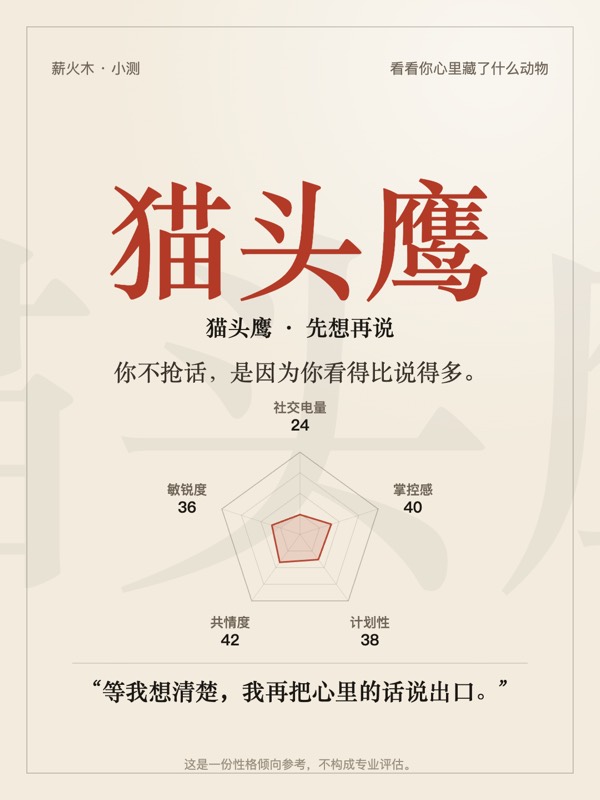 薪火木 · 小测
看看你心里藏了什么动物
猫头鹰
猫头鹰 · 先想再说
你不抢话，是因为你看得比说得多。
社交电量
24
敏锐度
36
掌控感
40
共情度
42
计划性
38
“等我想清楚，我再把心里的话说出口。”
这是一份性格倾向参考，不构成专业评估。